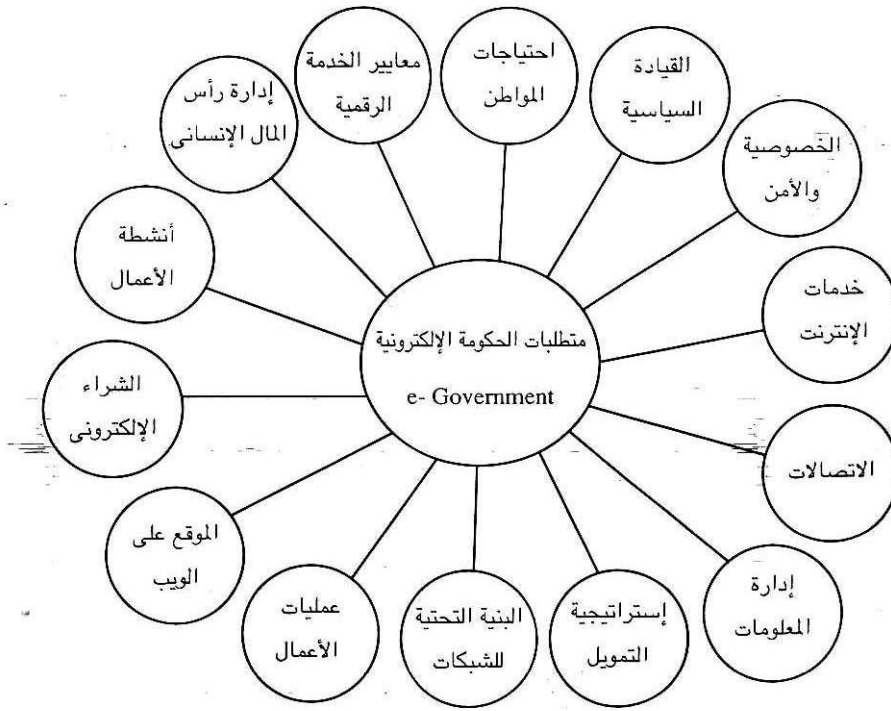 احتياجات
المواطن
القيادة
السياسية
الخصوصية
والأمن
خدمات
الإنترنت
الاتصالات
إدارة
المعلومات
إستراتيجية
التمويل
البنية التحتية
للشبكات
عمليات
الأعمال
الموقع على
الويب
الشراء
الإلكترونى
أنشطة
الأعمال
إدارة رأس
المال الإنسانى
معايير الخدمة
الرقمية
متطلبات الحكومة الإلكترونية
e- Government